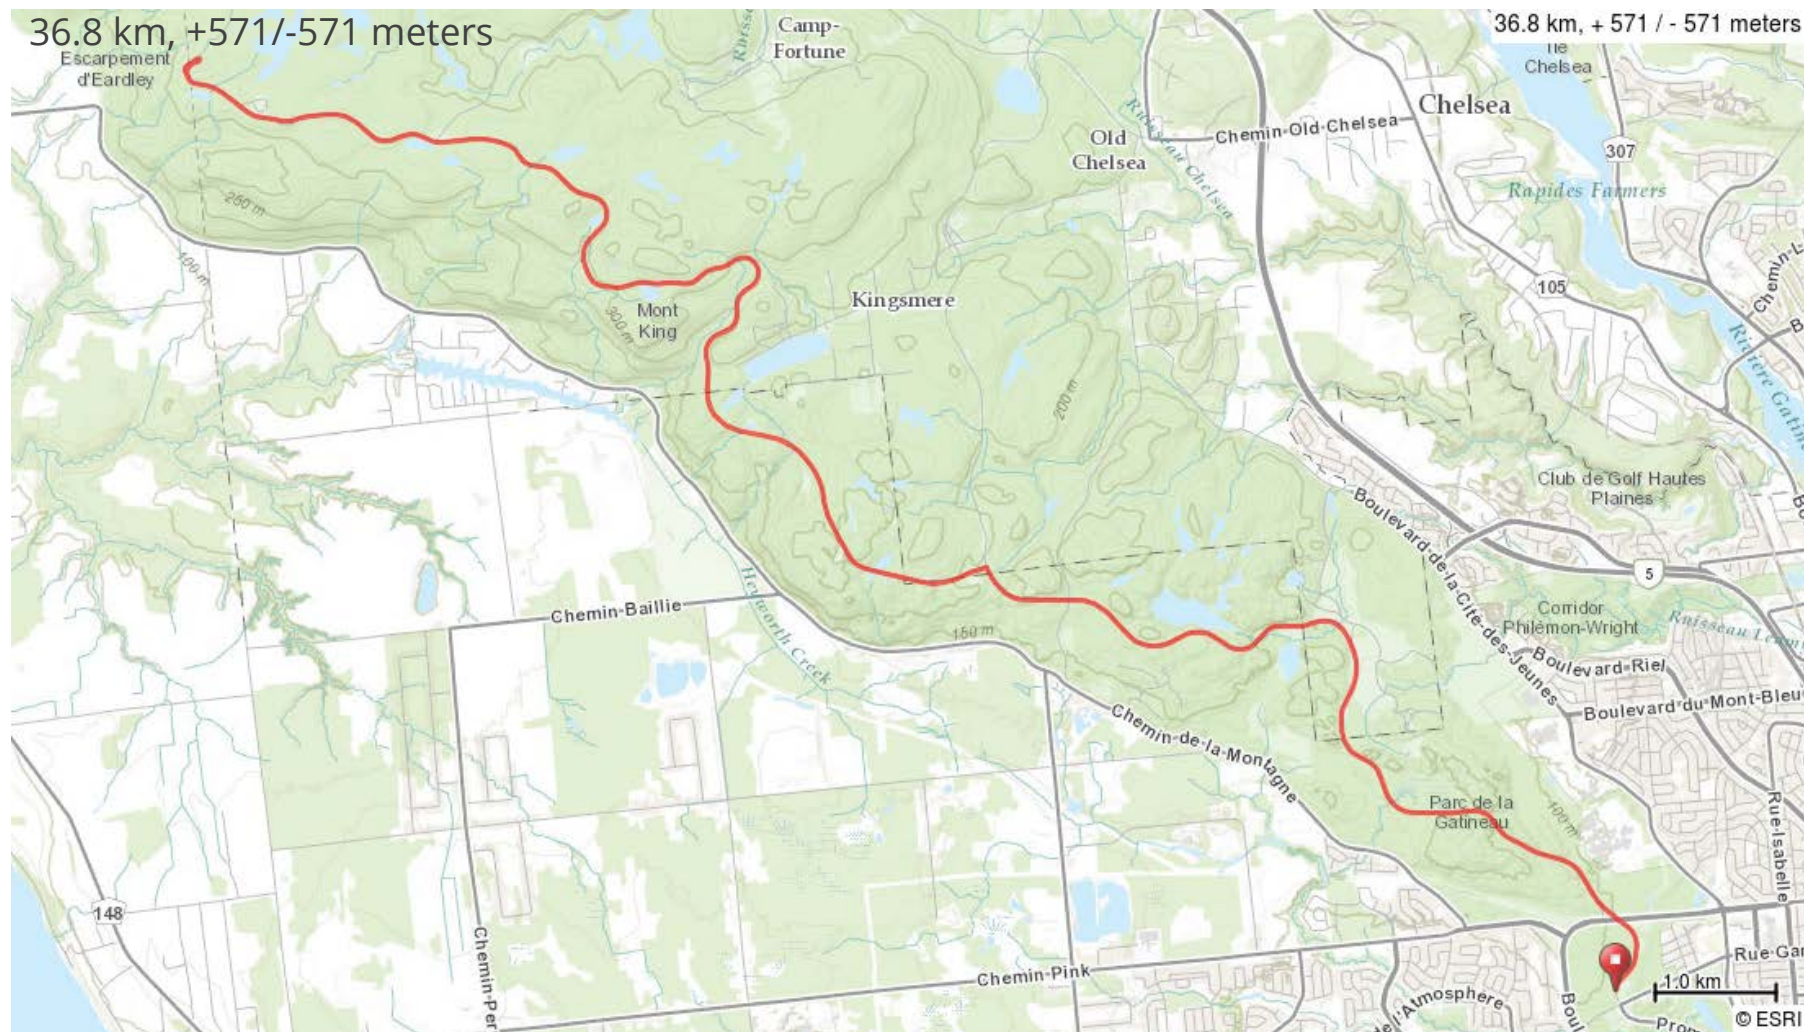 36.8 km, +571/-571 meters
36.8 km, + 571 / - 571 meters
Escarpement
d'Eardley
Camp-
Fortune
Chelsea
Chelsea
Old
Chelsea
Chemin-Old-Chelsea
Ruisseau Chelsea
307
Rapides Farmers
250 m
100 m
105
Kingsmere
Mont
King
300 m
200 m
Club de Golf Hautes
Plaines
Boulevard-de-la-Cité-des-Jeunes
5
Heyworth Creek
Chemin-Baillie
150 m
Corridor
Philémon-Wright
Boulevard-Riel
Boulevard du Mont-Bleu
Chemin-de-la-Montagne
Parc de la
Gatineau
100 m
Rue-Isabelle
148
Chemin-Pink
1.0 km
© ESRI